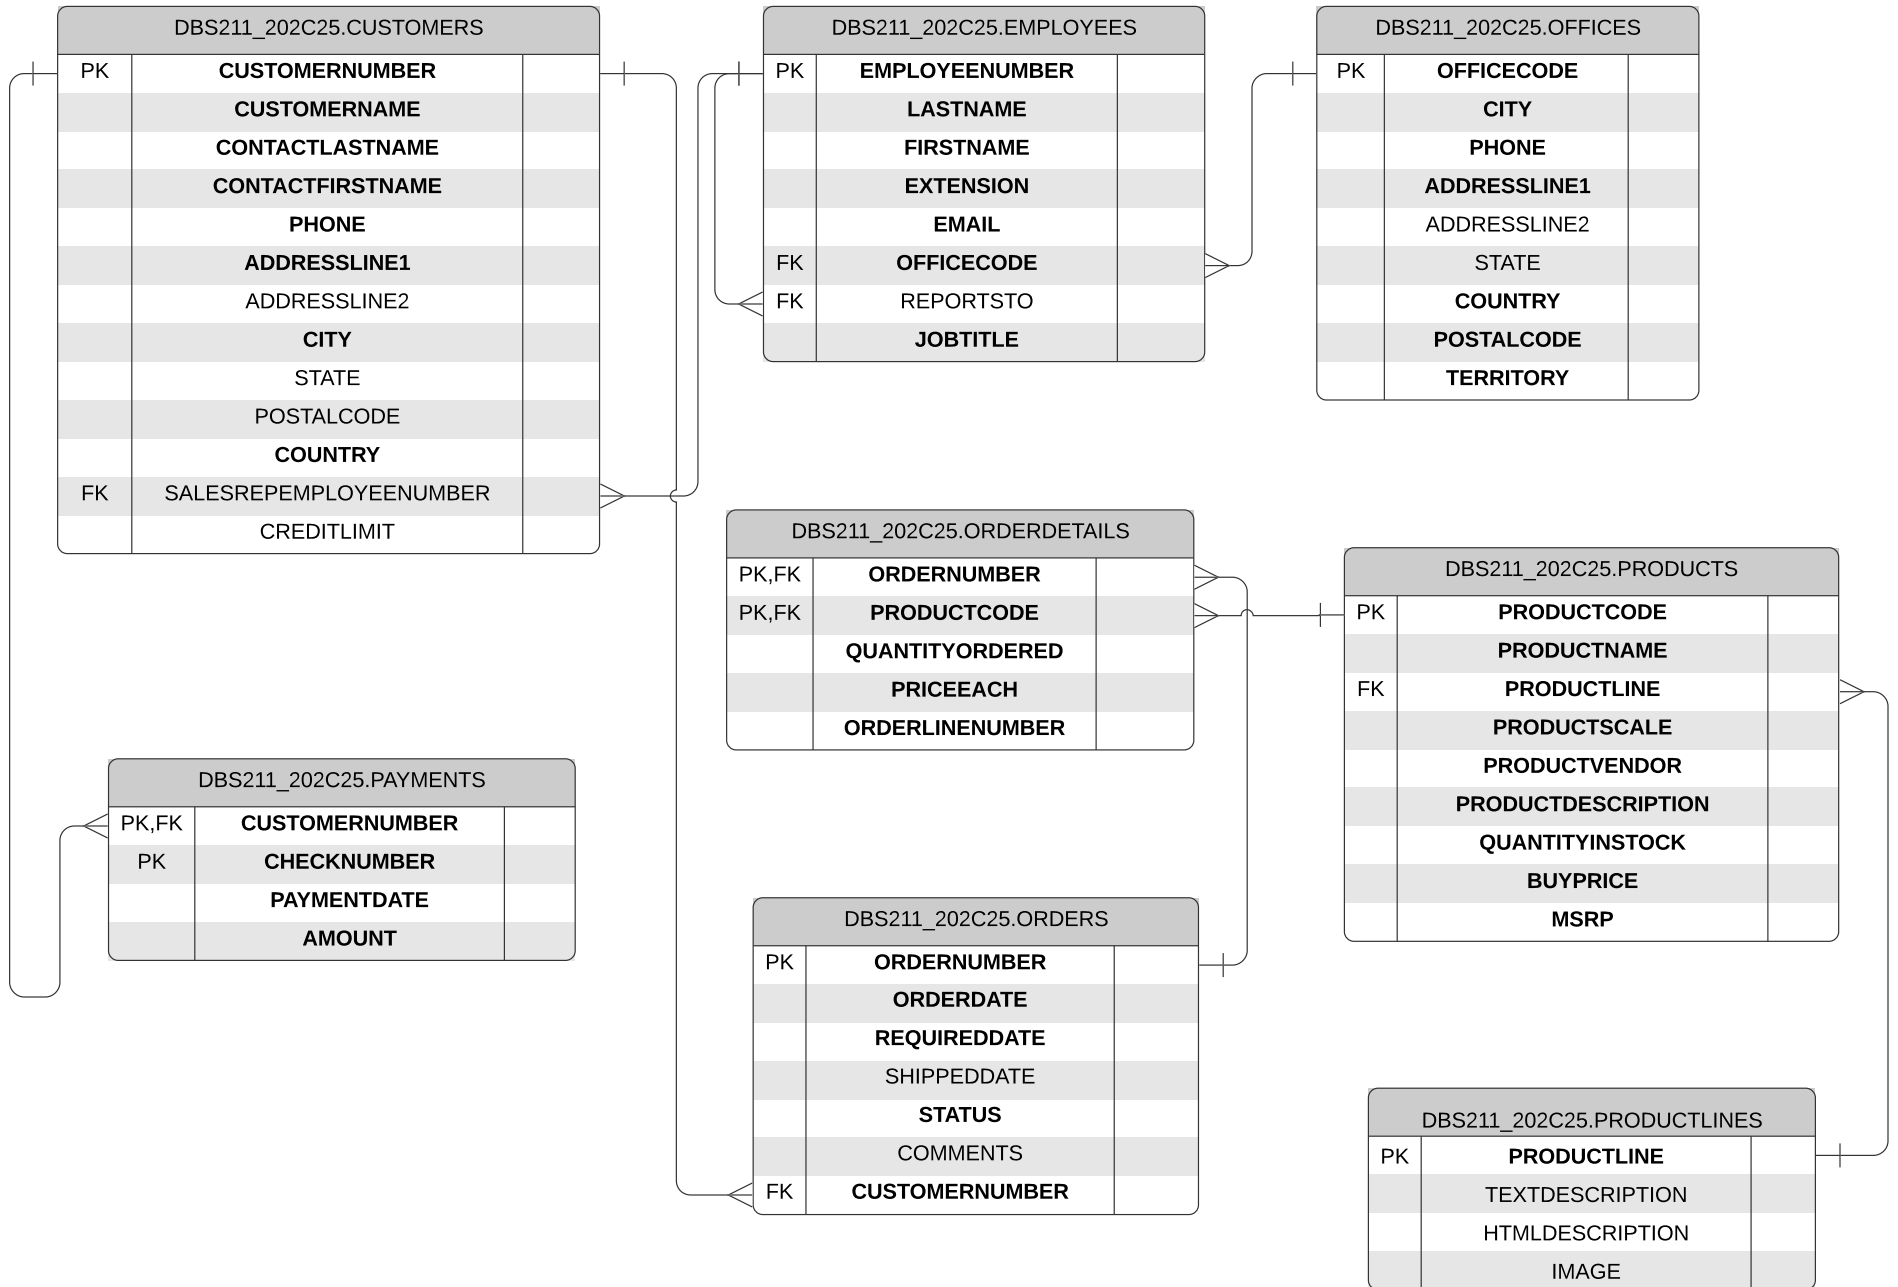 DBS211_202C25.CUSTOMERS
PK CUSTOMERNUMBER
CUSTOMERNAME
CONTACTLASTNAME
CONTACTFIRSTNAME
PHONE
ADDRESSLINE1
ADDRESSLINE2
CITY
STATE
POSTALCODE
COUNTRY
FK SALESREPEMPLOYEENUMBER
CREDITLIMIT
DBS211_202C25.EMPLOYEES
PK EMPLOYEENUMBER
LASTNAME
FIRSTNAME
EXTENSION
EMAIL
FK OFFICECODE
FK REPORTSTO
JOBTITLE
DBS211_202C25.OFFICES
PK OFFICECODE
CITY
PHONE
ADDRESSLINE1
ADDRESSLINE2
STATE
COUNTRY
POSTALCODE
TERRITORY
DBS211_202C25.ORDERDETAILS
PK,FK ORDERNUMBER
PK,FK PRODUCTCODE
QUANTITYORDERED
PRICEEACH
ORDERLINENUMBER
DBS211_202C25.PRODUCTS
PK PRODUCTCODE
PRODUCTNAME
FK PRODUCTLINE
PRODUCTSCALE
PRODUCTVENDOR
PRODUCTDESCRIPTION
QUANTITYINSTOCK
BUYPRICE
MSRP
DBS211_202C25.PAYMENTS
PK,FK CUSTOMERNUMBER
PK CHECKNUMBER
PAYMENTDATE
AMOUNT
DBS211_202C25.ORDERS
PK ORDERNUMBER
ORDERDATE
REQUIREDDATE
SHIPPEDDATE
STATUS
COMMENTS
FK CUSTOMERNUMBER
DBS211_202C25.PRODUCTLINES
PK PRODUCTLINE
TEXTDESCRIPTION
HTMLDESCRIPTION
IMAGE